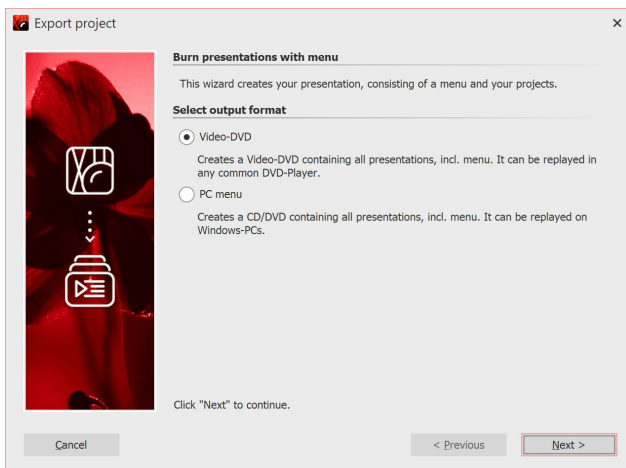 Export project
Burn presentations with menu
This wizard creates your presentation, consisting of a menu and your projects.
Select output format
Video-DVD
Creates a Video-DVD containing all presentations, incl. menu. It can be replayed in
any common DVD-Player.
PC menu
Creates a CD/DVD containing all presentations, incl. menu. It can be replayed on
Windows-PCs.
Click "Next" to continue.
Cancel
< Previous
Next >